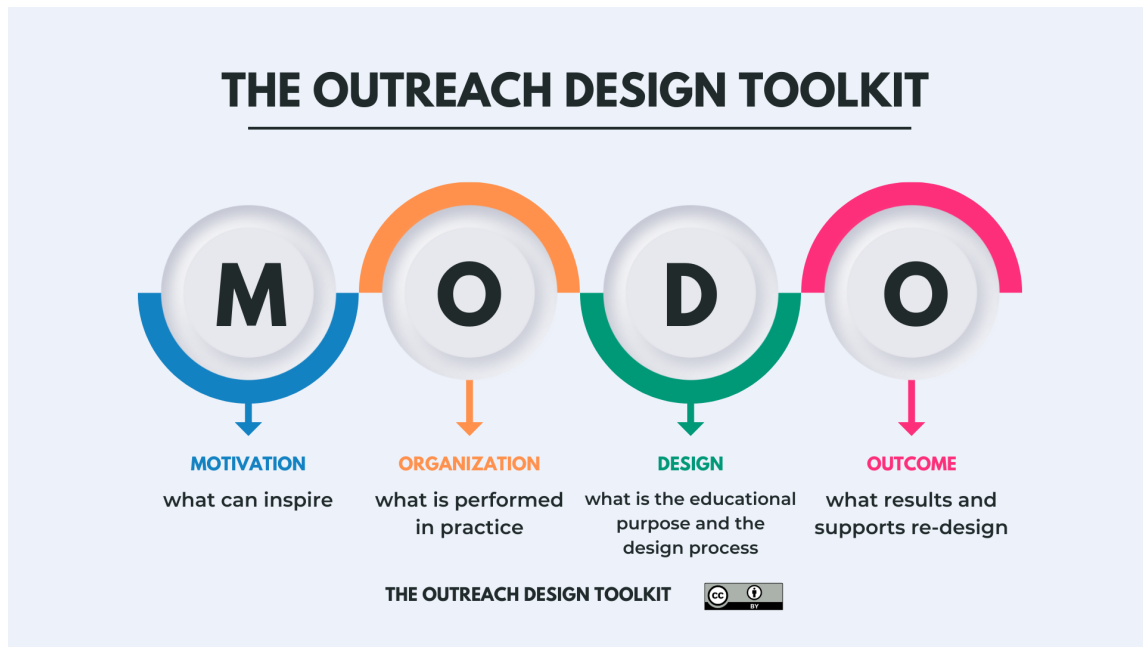 THE OUTREACH DESIGN TOOLKIT
M O D O
MOTIVATION
what can inspire
ORGANIZATION
what is performed
in practice
DESIGN
what is the educational
purpose and the
design process
OUTCOME
what results and
supports re-design
THE OUTREACH DESIGN TOOLKIT
cc
BY